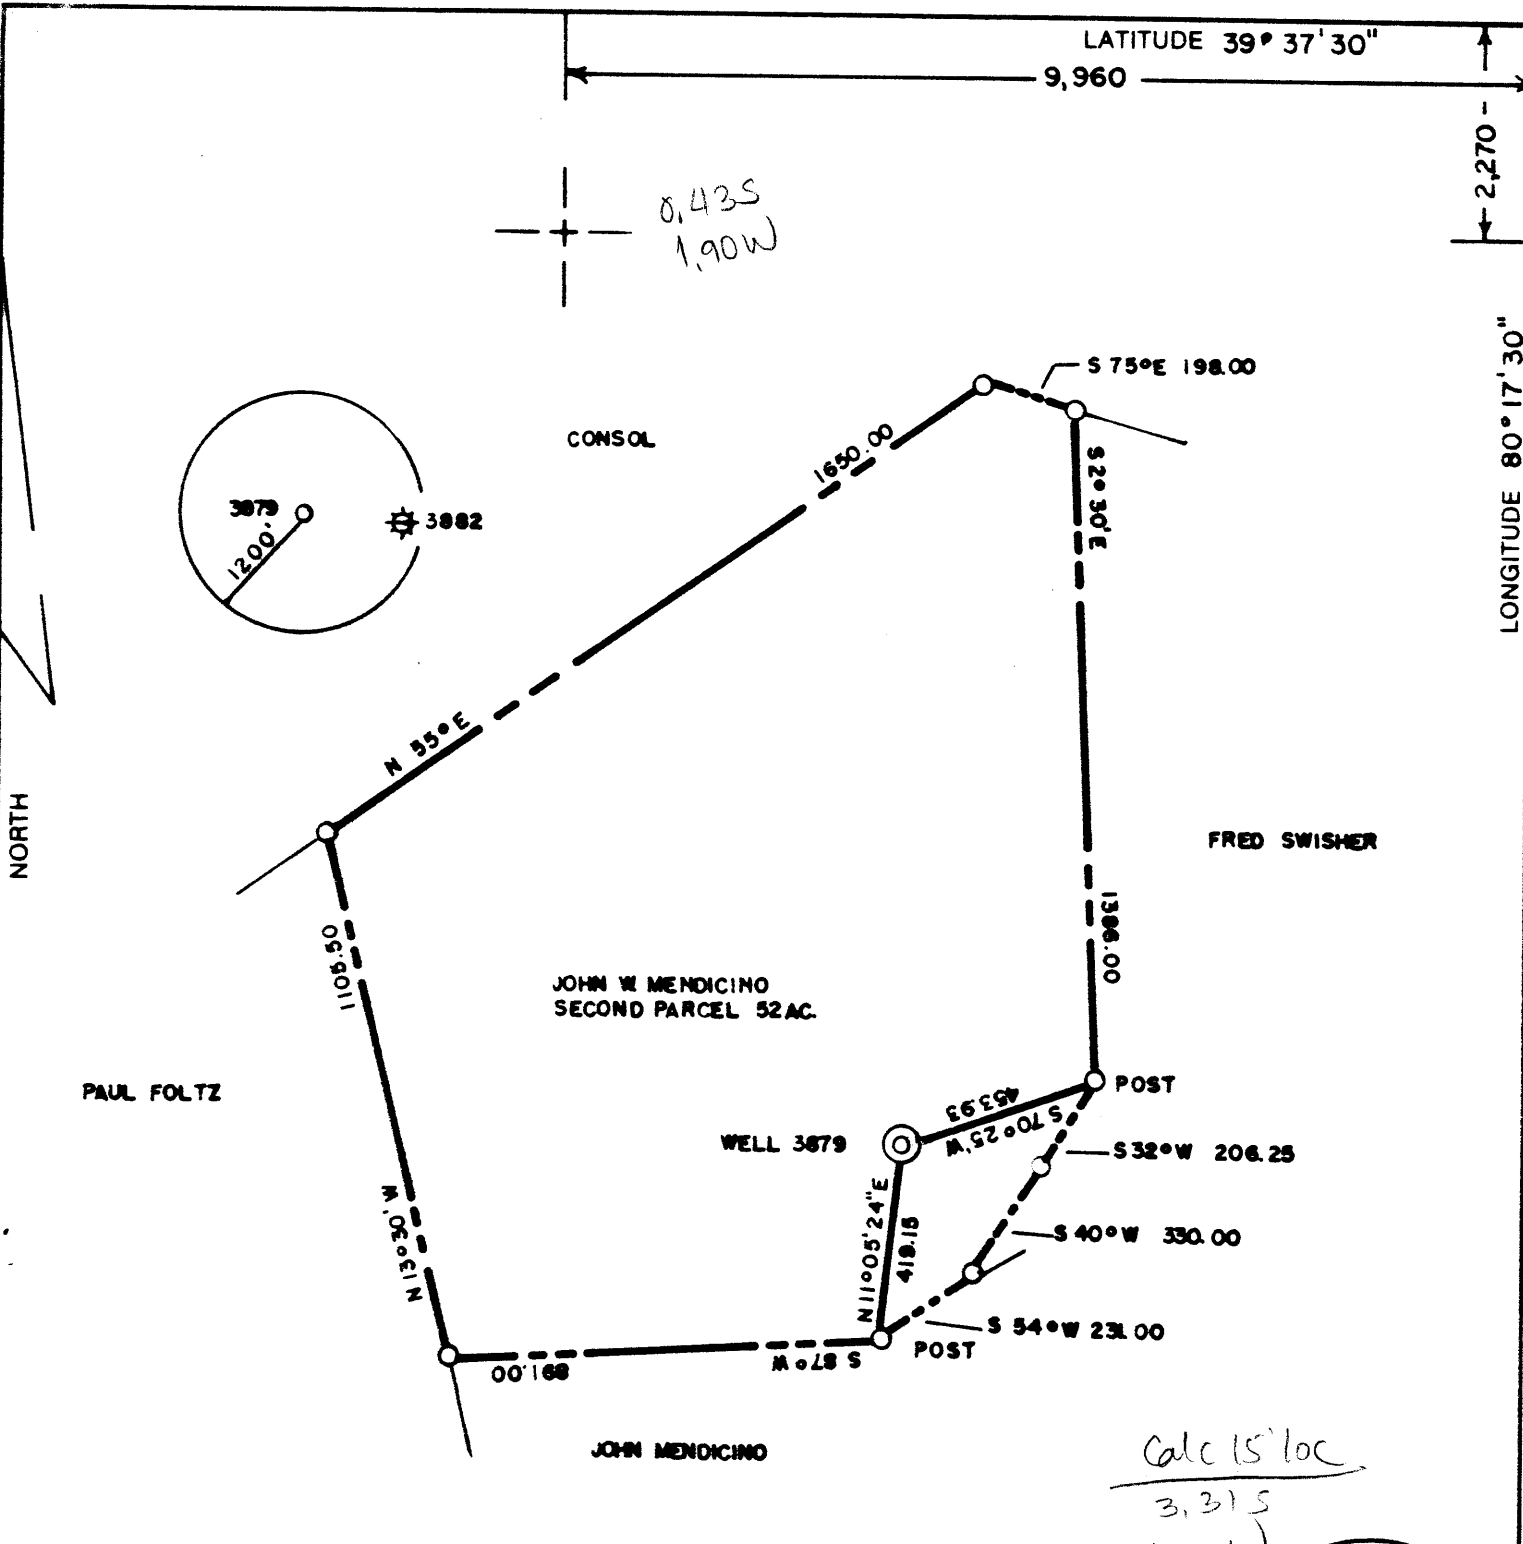 LATITUDE 39° 37' 30"
9,960
2,270
0.43S
1.90W
LONGITUDE 80° 17' 30"
S 75°E 198.00
CONSOL
1650.00
3879
3882
1200'
S 2° 30' E
N 55° E
NORTH
FRED SWISHER
1105.50
1386.00
JOHN W. MENDICINO
SECOND PARCEL 52 AC.
PAUL FOLTZ
POST
453.93
S 70° 25' W
WELL 3879
S 32° W 206.25
N 11° 05' 24" E
419.15
S 40° W 330.00
N 13° 30' W
S 54° W 231.00
POST
S 87° W
891.00
JOHN MENDICINO
Calc 15' loc
3.31 S